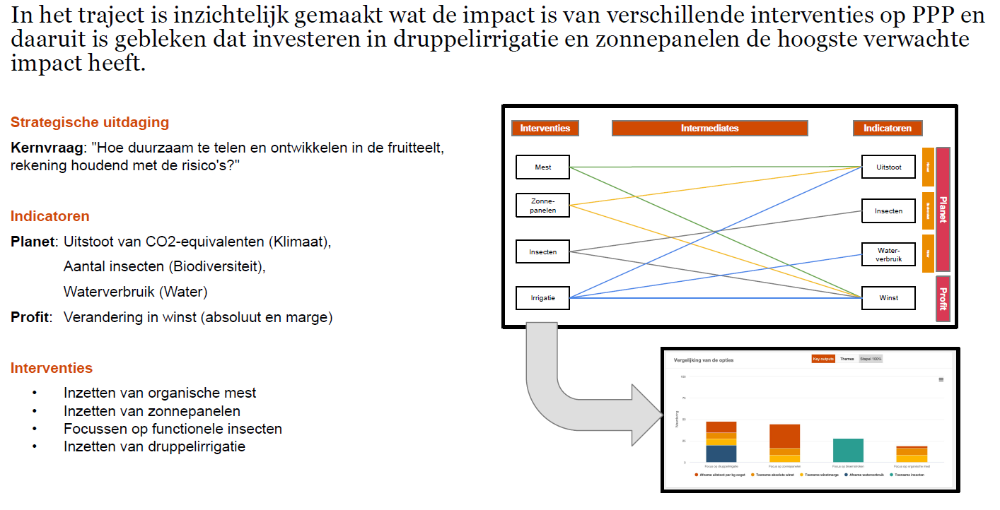 In het traject is inzichtelijk gemaakt wat de impact is van verschillende interventies is op PPP en
daaruit is gebleken dat investeren in druppelirrigatie en zonnepanelen de hoogste verwachte
impact heeft.
Strategische uitdaging
Kernvraag: "Hoe duurzaam te telen en ontwikkelen in de fruitteelt,
rekening houdend met de risico's?"
Indicatoren
Planet: Uitstoot van CO2-equivalenten (Klimaat),
Aantal insecten (Biodiversiteit),
Waterverbruik (Water)
Profit: Verandering in winst (absoluut en marge)
Interventies
• Inzetten van organische mest
• Inzetten van zonnepanelen
• Focussen op functionele insecten
• Inzetten van druppelirrigatie
Interventies Intermediates Indicatoren
Mest
Zonne-
panelen
Insecten
Irrigatie
Uitstoot
Insecten
Water-
verbruik
Winst
Klimaat
Biodiversiteit
Water
Planet
Profit
Vergelijking van de opties
Key outputs Themes Stapel 100%
Waardering
100
75
50
25
0
Focus op druppelirrigatie Focus op zonnepanelen Focus op bloemstroken Focus op organische mest
Afname uitstoot per kg oogst Toename absolute winst Toename winstmarge Afname waterverbruik Toename insecten